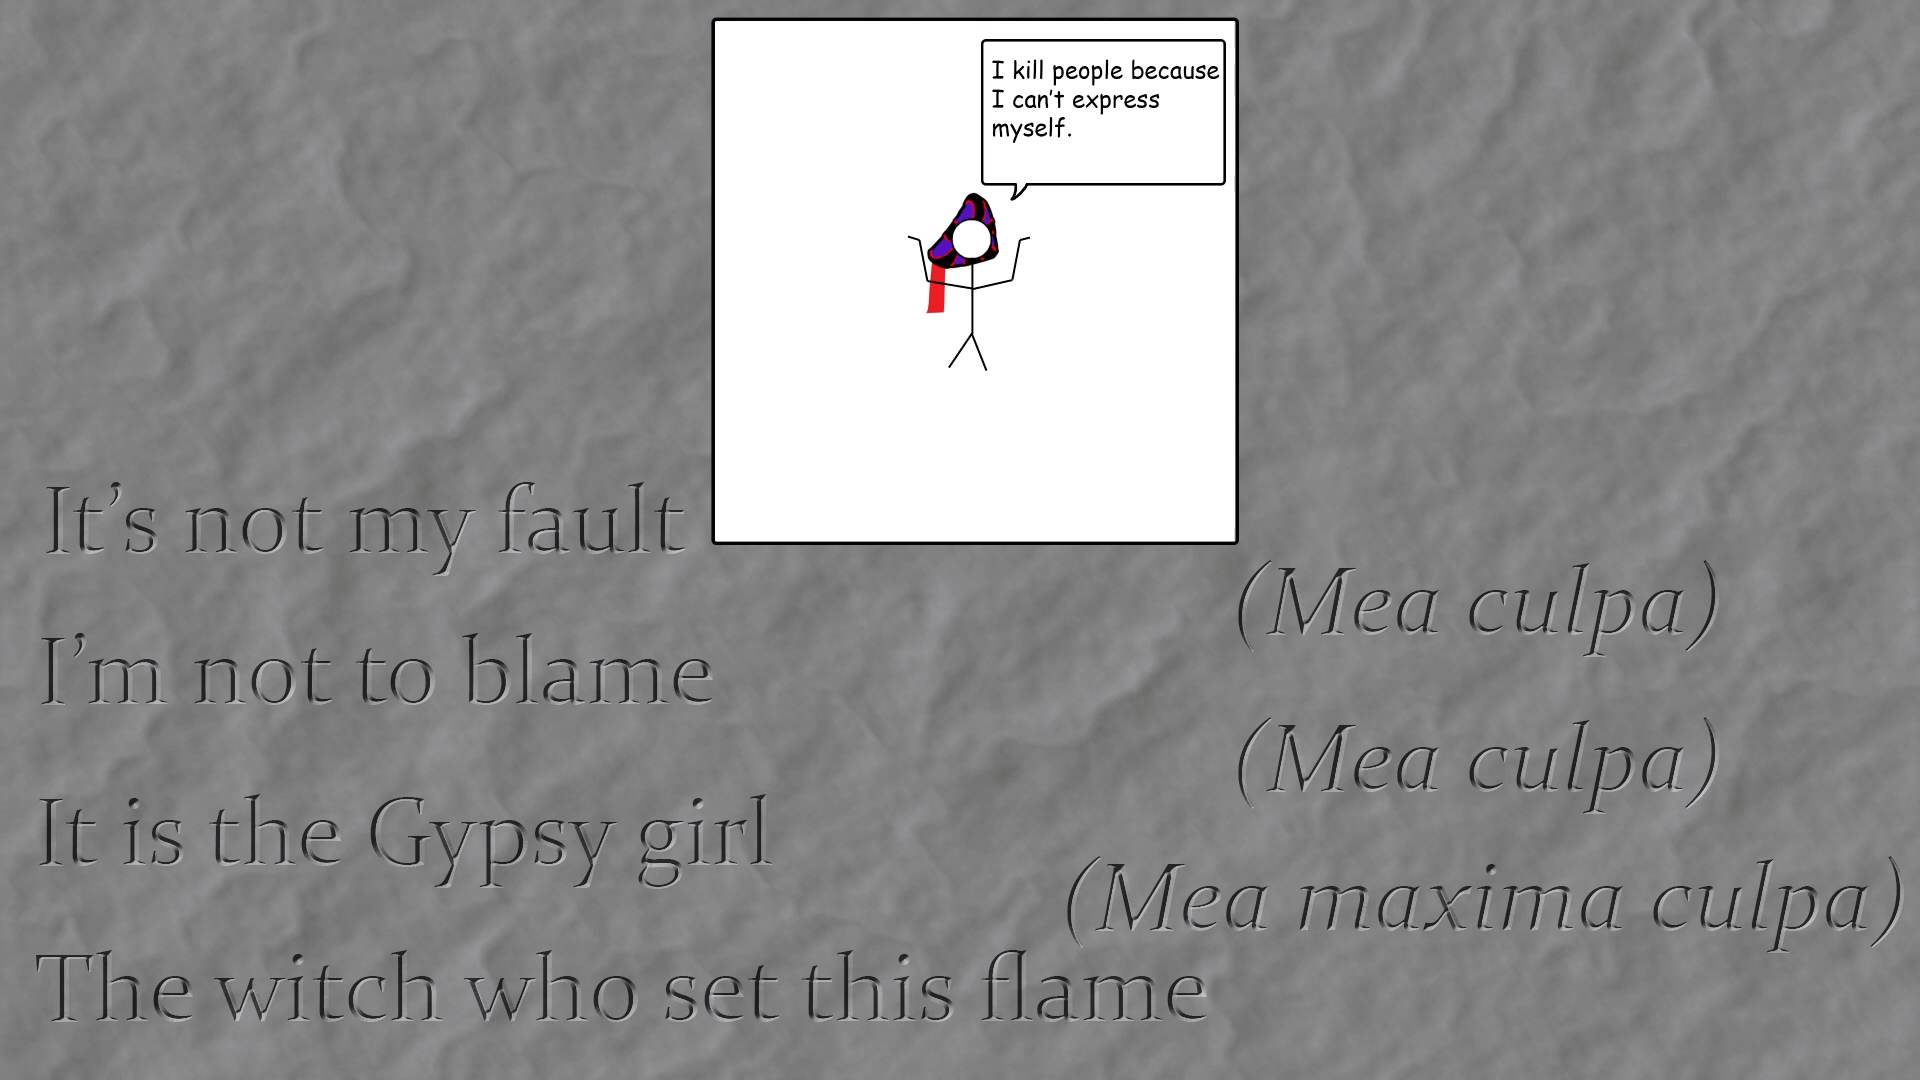 I kill people because
I can't express
myself.
It’s not my fault
(Mea culpa)
I’m not to blame
(Mea culpa)
It is the Gypsy girl
(Mea maxima culpa)
The witch who set this flame